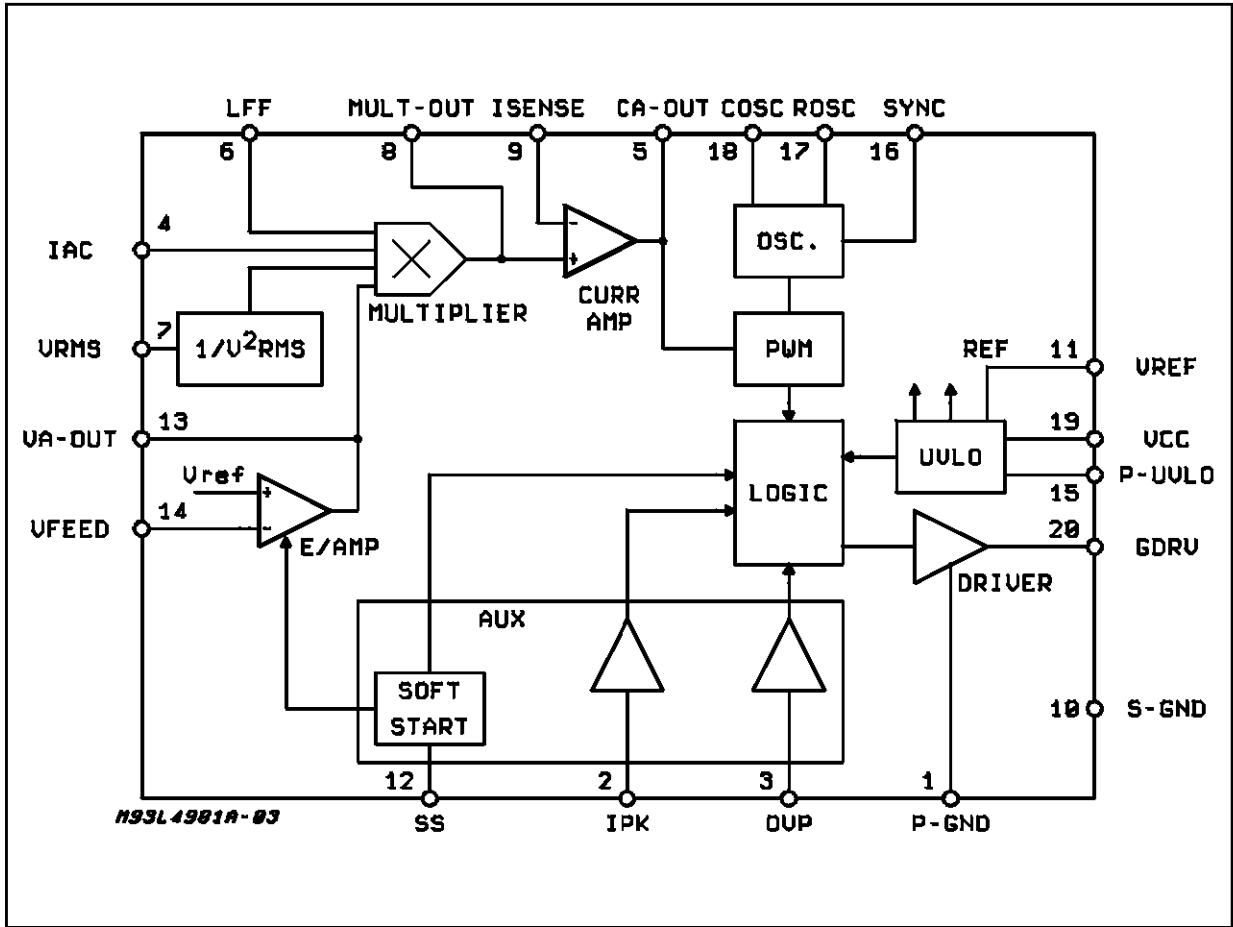 LFF MULT-OUT ISENSE CA-OUT COSC ROSC SYNC
6 8 9 5 18 17 16
4
IAC
- +
OSC.
MULTIPLIER
CURR
AMP
7
VRMS
1/V²RMS
PWM
REF 11
VREF
13
VA-OUT
19
VCC
UVLO
P-UVLO
15
Vref
+ -
14
VFEED
E/AMP
LOGIC
20
GDRV
DRIVER
AUX
SOFT
START
10 S-GND
12 2 3 1
M93L4981A-03
SS IPK OVP P-GND